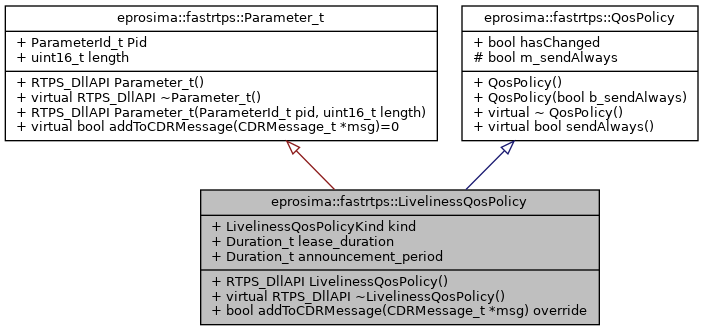 eprosima::fastrtps::Parameter_t
+ ParameterId_t Pid
+ uint16_t length
+ RTPS_DllAPI Parameter_t()
+ virtual RTPS_DllAPI ~Parameter_t()
+ RTPS_DllAPI Parameter_t(ParameterId_t pid, uint16_t length)
+ virtual bool addToCDRMessage(CDRMessage_t *msg)=0
eprosima::fastrtps::QosPolicy
+ bool hasChanged
# bool m_sendAlways
+ QosPolicy()
+ QosPolicy(bool b_sendAlways)
+ virtual ~ QosPolicy()
+ virtual bool sendAlways()
eprosima::fastrtps::LivelinessQosPolicy
+ LivelinessQosPolicyKind kind
+ Duration_t lease_duration
+ Duration_t announcement_period
+ RTPS_DllAPI LivelinessQosPolicy()
+ virtual RTPS_DllAPI ~LivelinessQosPolicy()
+ bool addToCDRMessage(CDRMessage_t *msg) override